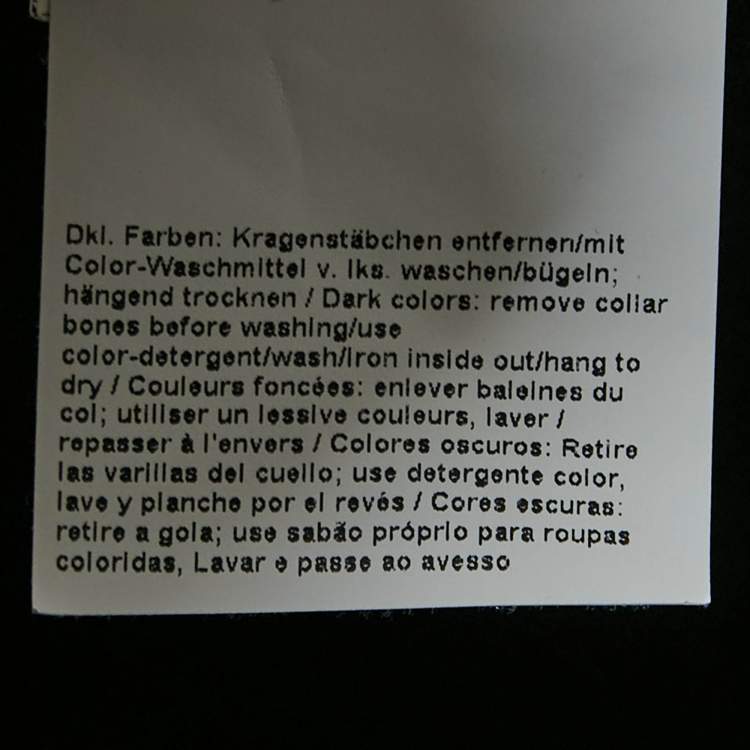 Dkl. Farben: Kragenstäbchen entfernen/mit
Color-Waschmittel v. lks. waschen/bügeln;
hängend trocknen / Dark colors: remove collar
bones before washing/use
color-detergent/wash/iron inside out/hang to
dry / Couleurs foncées: enlever baleines du
col; utiliser un lessive couleurs, laver /
repasser à l'envers / Colores oscuros: Retire
las varillas del cuello; use detergente color,
lave y planche por el revés / Cores escuras:
retire a gola; use sabão próprio para roupas
coloridas, Lavar e passe ao avesso